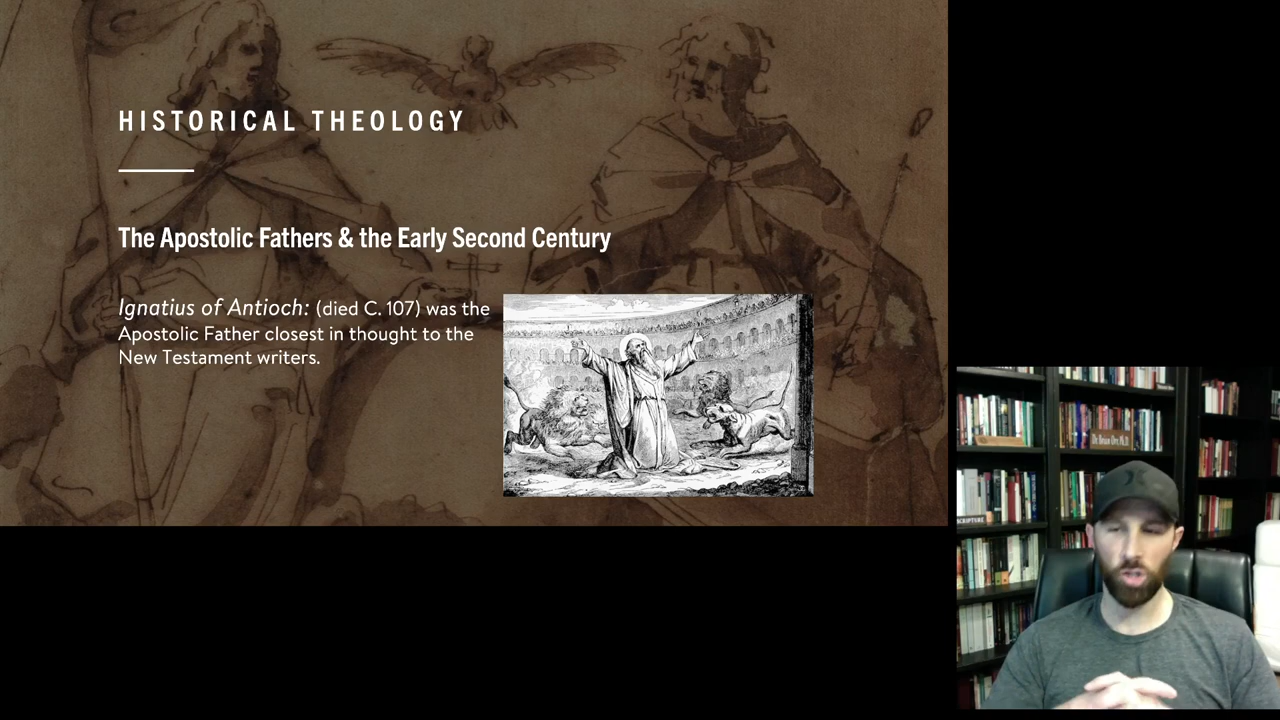 HISTORICAL THEOLOGY
The Apostolic Fathers & the Early Second Century
Ignatius of Antioch: (died C. 107) was the
Apostolic Father closest in thought to the
New Testament writers.
SCRIPTURE